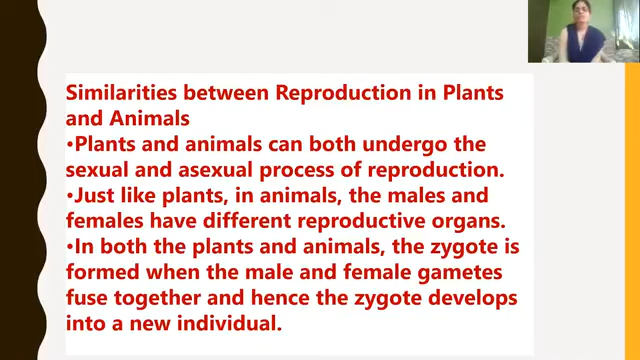 Similarities between Reproduction in Plants
and Animals
•Plants and animals can both undergo the
sexual and asexual process of reproduction.
•Just like plants, in animals, the males and
females have different reproductive organs.
•In both the plants and animals, the zygote is
formed when the male and female gametes
fuse together and hence the zygote develops
into a new individual.